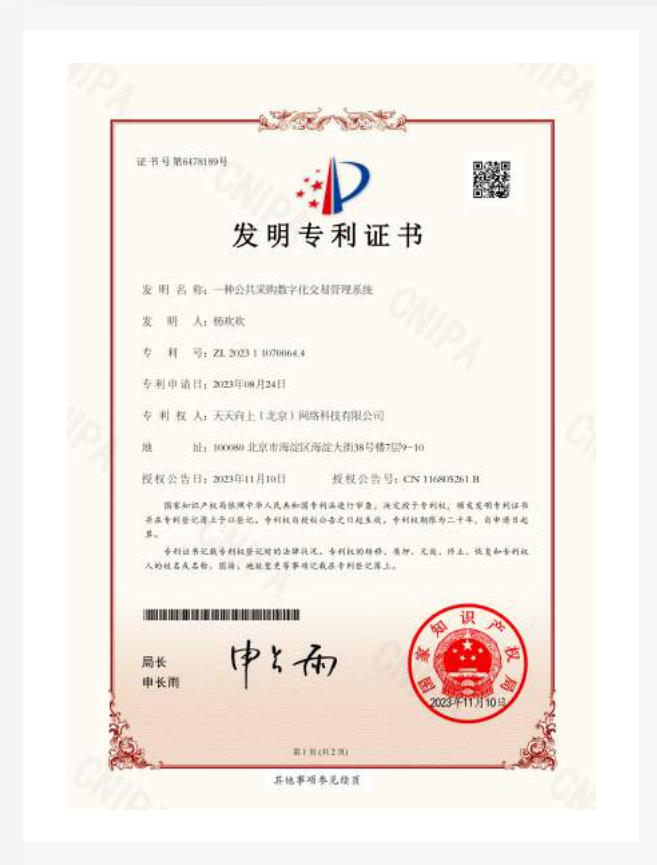 证书号第6478189号
发明专利证书
发 明 名 称：一种公共采购数字化交易管理系统
发 明 人：杨欢欢
专 利 号：ZL 2023 1 1070064.4
专利申请日：2023年08月24日
专 利 权 人：天天向上（北京）网络科技有限公司
地 址：100080 北京市海淀区海淀大街38号楼7层9-10
授权公告日：2023年11月10日 授权公告号：CN 116805261 B
国家知识产权局依照中华人民共和国专利法进行审查，决定授予专利权，颁发发明专利证书
并在专利登记簿上予以登记。专利权自授权公告之日起生效。专利权期限为二十年，自申请日起
算。
专利证书记载专利权登记时的法律状况。专利权的转移、质押、无效、终止、恢复和专利权
人的姓名或名称、国籍、地址变更等事项记载在专利登记簿上。
局长
申长雨
申长雨
国家知识产权局
2023年11月10日
第 1 页 (共 2 页)
其他事项参见续页
CNIPA